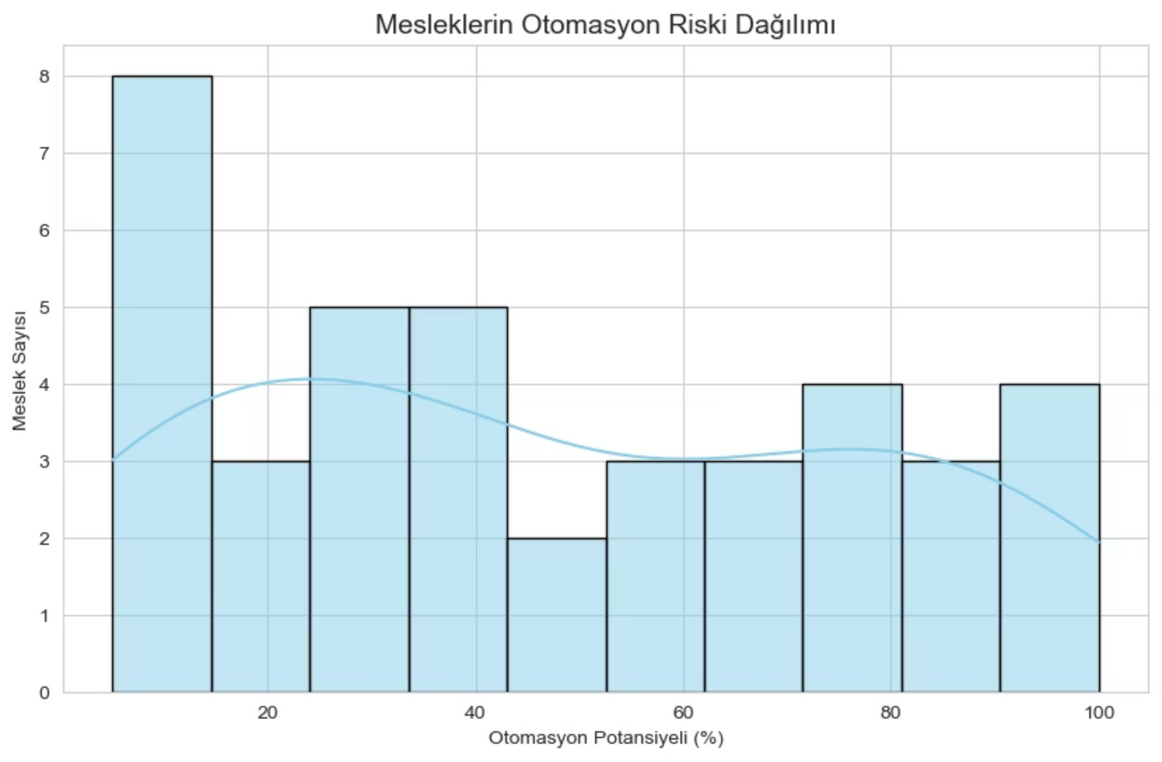 Mesleklerin Otomasyon Riski Dağılımı
8
7
6
5
4
3
2
1
0
Meslek Sayısı
20 40 60 80 100
Otomasyon Potansiyeli (%)